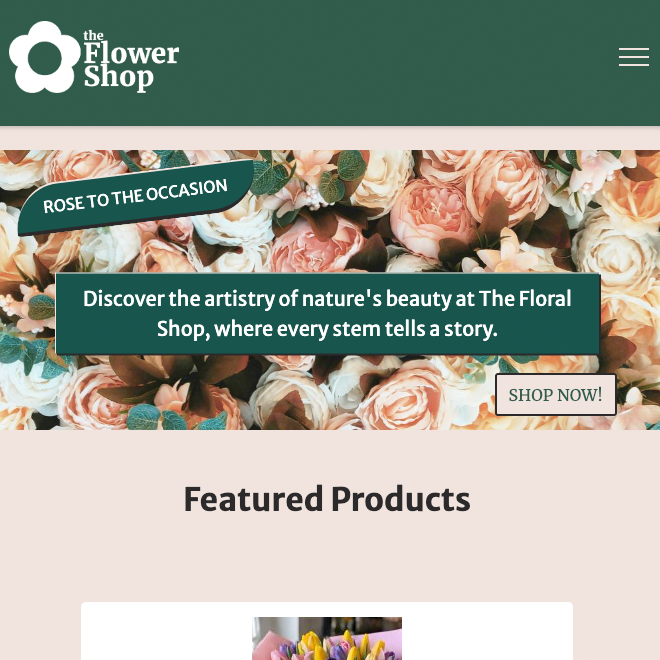 the
Flower
Shop
ROSE TO THE OCCASION
Discover the artistry of nature's beauty at The Floral
Shop, where every stem tells a story.
SHOP NOW!
Featured Products